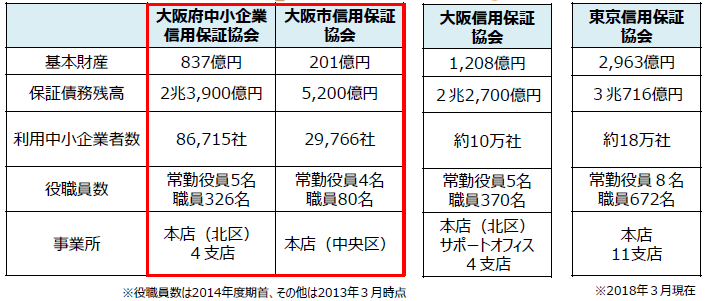 大阪府中小企業
信用保証協会
大阪市信用保証
協会
大阪信用保証
協会
東京信用保証
協会
基本財産
837億円
201億円
1,208億円
2,963億円
保証債務残高
2兆3,900億円
5,200億円
2兆2,700億円
3兆716億円
利用中小企業者数
86,715社
29,766社
約10万社
約18万社
役職員数
常勤役員5名
職員326名
常勤役員4名
職員80名
常勤役員5名
職員370名
常勤役員8名
職員672名
事業所
本店（北区）
4支店
本店（中央区）
本店（北区）
サポートオフィス
4支店
本店
11支店
※役職員数は2014年度期首、その他は2013年3月時点
※2018年3月現在